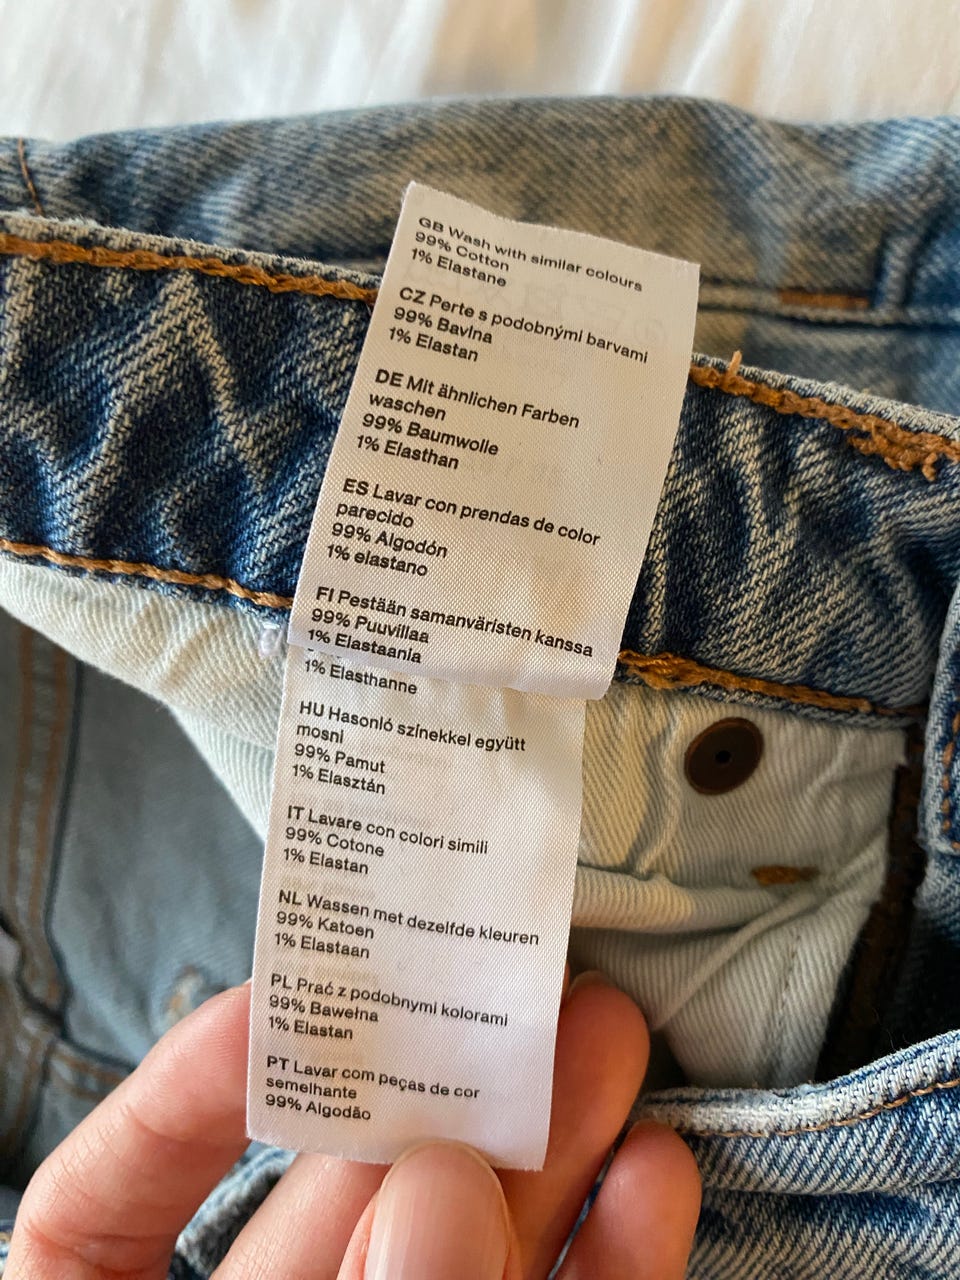 GB Wash with similar colours
99% Cotton
1% Elastane
CZ Perte s podobnými barvami
99% Bavlna
1% Elastan
DE Mit ähnlichen Farben
waschen
99% Baumwolle
1% Elasthan
ES Lavar con prendas de color
parecido
99% Algodón
1% elastano
FI Pestään samanväristen kanssa
99% Puuvillaa
1% Elastaania
1% Elasthanne
HU Hasonló szinekkel együtt
mosni
99% Pamut
1% Elasztán
IT Lavare con colori simili
99% Cotone
1% Elastan
NL Wassen met dezelfde kleuren
99% Katoen
1% Elastaan
PL Prać z podobnymi kolorami
99% Bawełna
1% Elastan
PT Lavar com peças de cor
semelhante
99% Algodão